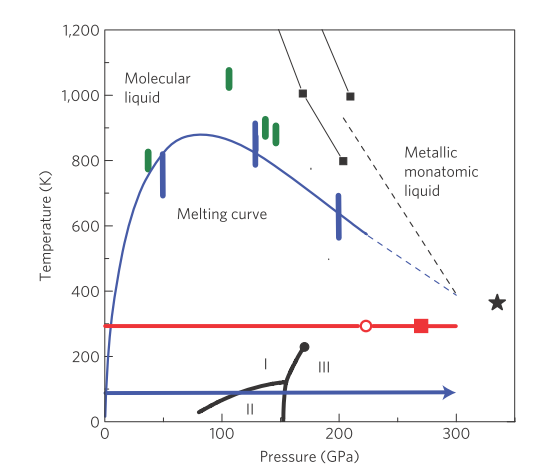 1,200
1,000
800
600
400
200
0
Temperature (K)
Molecular
liquid
Metallic
monatomic
liquid
Melting curve
I
III
II
0
100
200
300
Pressure (GPa)